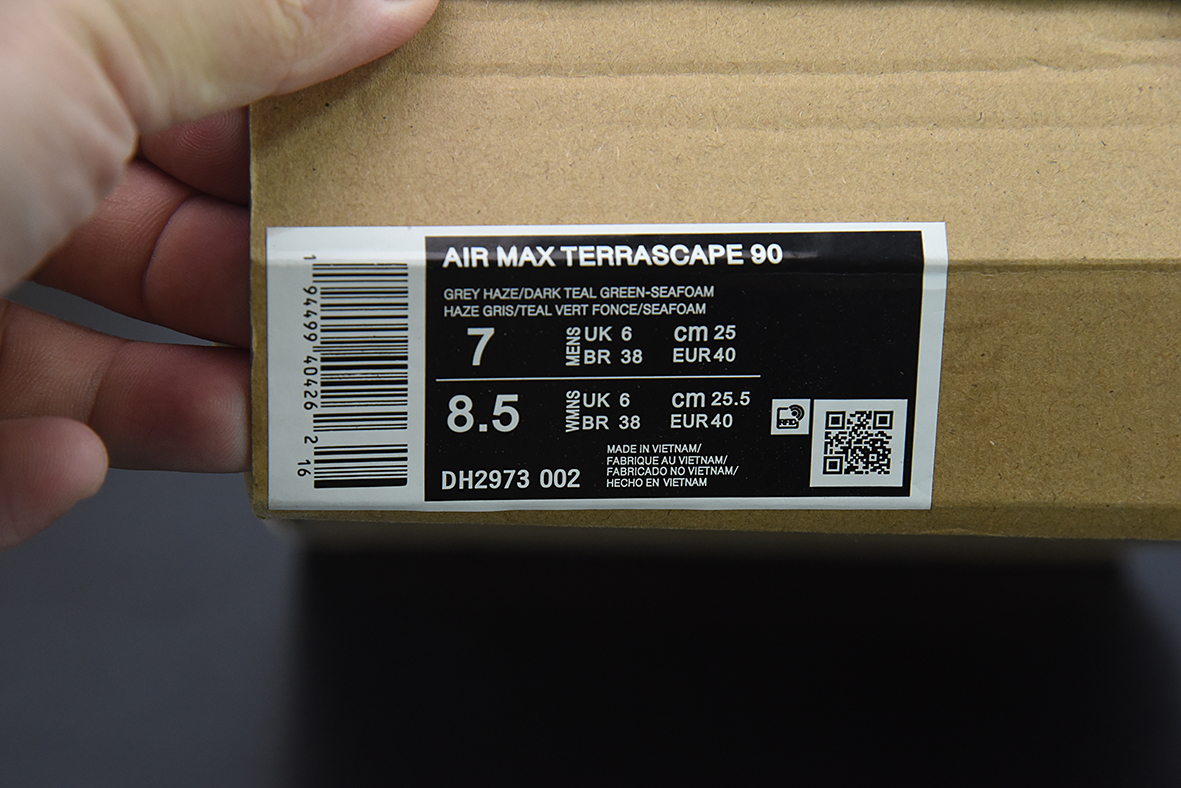 AIR MAX TERRASCAPE 90
GREY HAZE/DARK TEAL GREEN-SEAFOAM
HAZE GRIS/TEAL VERT FONCE/SEAFOAM
7 MENS UK 6 cm 25
BR 38 EUR 40
8.5 WMNS UK 6 cm 25.5
BR 38 EUR 40
MADE IN VIETNAM/
FABRIQUE AU VIETNAM/
FABRICADO NO VIETNAM/
HECHO EN VIETNAM
DH2973 002
RFID
1 94499 40426 2 16